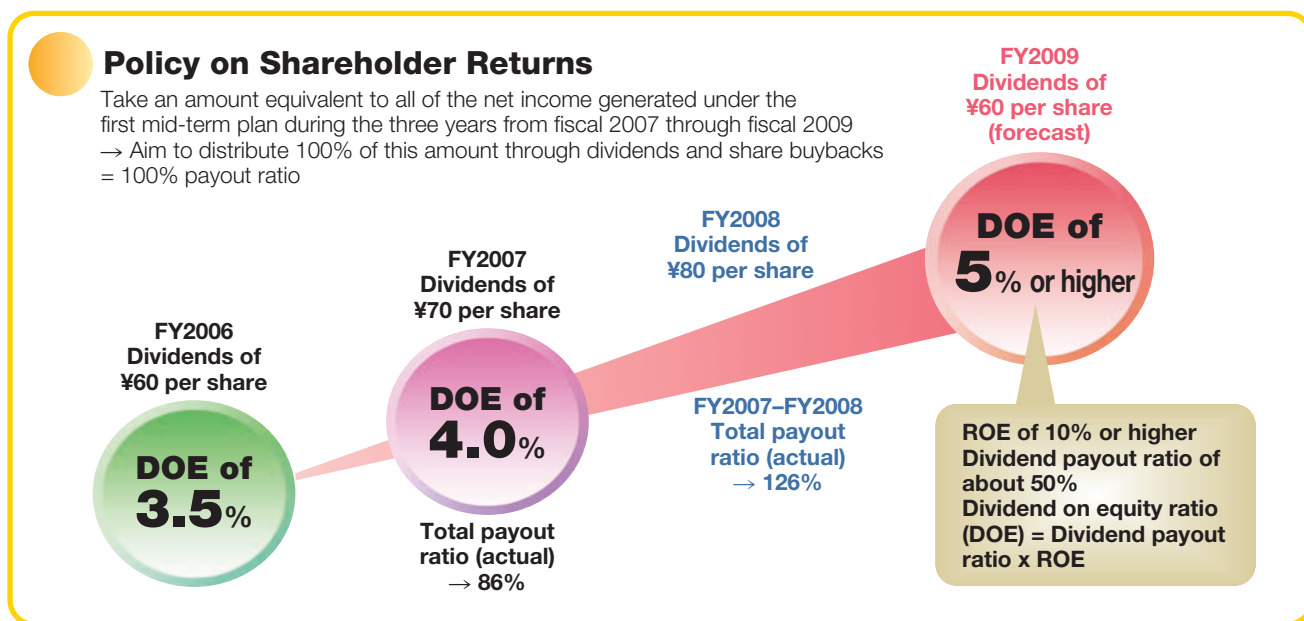 Policy on Shareholder Returns
Take an amount equivalent to all of the net income generated under the
first mid-term plan during the three years from fiscal 2007 through fiscal 2009
→ Aim to distribute 100% of this amount through dividends and share buybacks
= 100% payout ratio
FY2006
Dividends of
¥60 per share
DOE of
3.5%
FY2007
Dividends of
¥70 per share
DOE of
4.0%
Total payout
ratio (actual)
→ 86%
FY2008
Dividends of
¥80 per share
FY2007–FY2008
Total payout
ratio (actual)
→ 126%
FY2009
Dividends of
¥60 per share
(forecast)
DOE of
5% or higher
ROE of 10% or higher
Dividend payout ratio of
about 50%
Dividend on equity ratio
(DOE) = Dividend payout
ratio x ROE